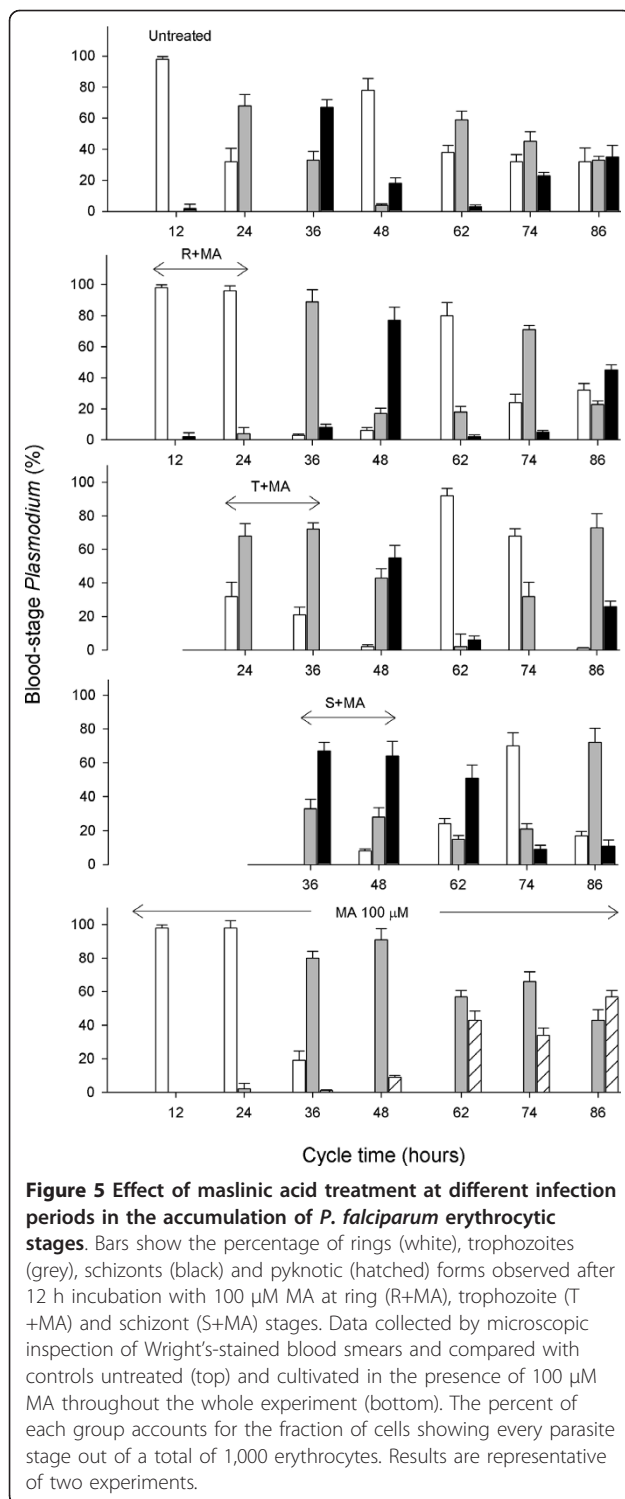 Untreated
100
80
60
40
20
0
12 24 36 48 62 74 86
R+MA
100
80
60
40
20
0
12 24 36 48 62 74 86
T+MA
100
80
60
40
20
0
24 36 48 62 74 86
S+MA
100
80
60
40
20
0
36 48 62 74 86
MA 100 µM
100
80
60
40
20
0
12 24 36 48 62 74 86
Blood-stage Plasmodium (%)
Cycle time (hours)
Figure 5 Effect of maslinic acid treatment at different infection
periods in the accumulation of P. falciparum erythrocytic
stages. Bars show the percentage of rings (white), trophozoites
(grey), schizonts (black) and pyknotic (hatched) forms observed after
12 h incubation with 100 µM MA at ring (R+MA), trophozoite (T
+MA) and schizont (S+MA) stages. Data collected by microscopic
inspection of Wright's-stained blood smears and compared with
controls untreated (top) and cultivated in the presence of 100 µM
MA throughout the whole experiment (bottom). The percent of
each group accounts for the fraction of cells showing every parasite
stage out of a total of 1,000 erythrocytes. Results are representative
of two experiments.